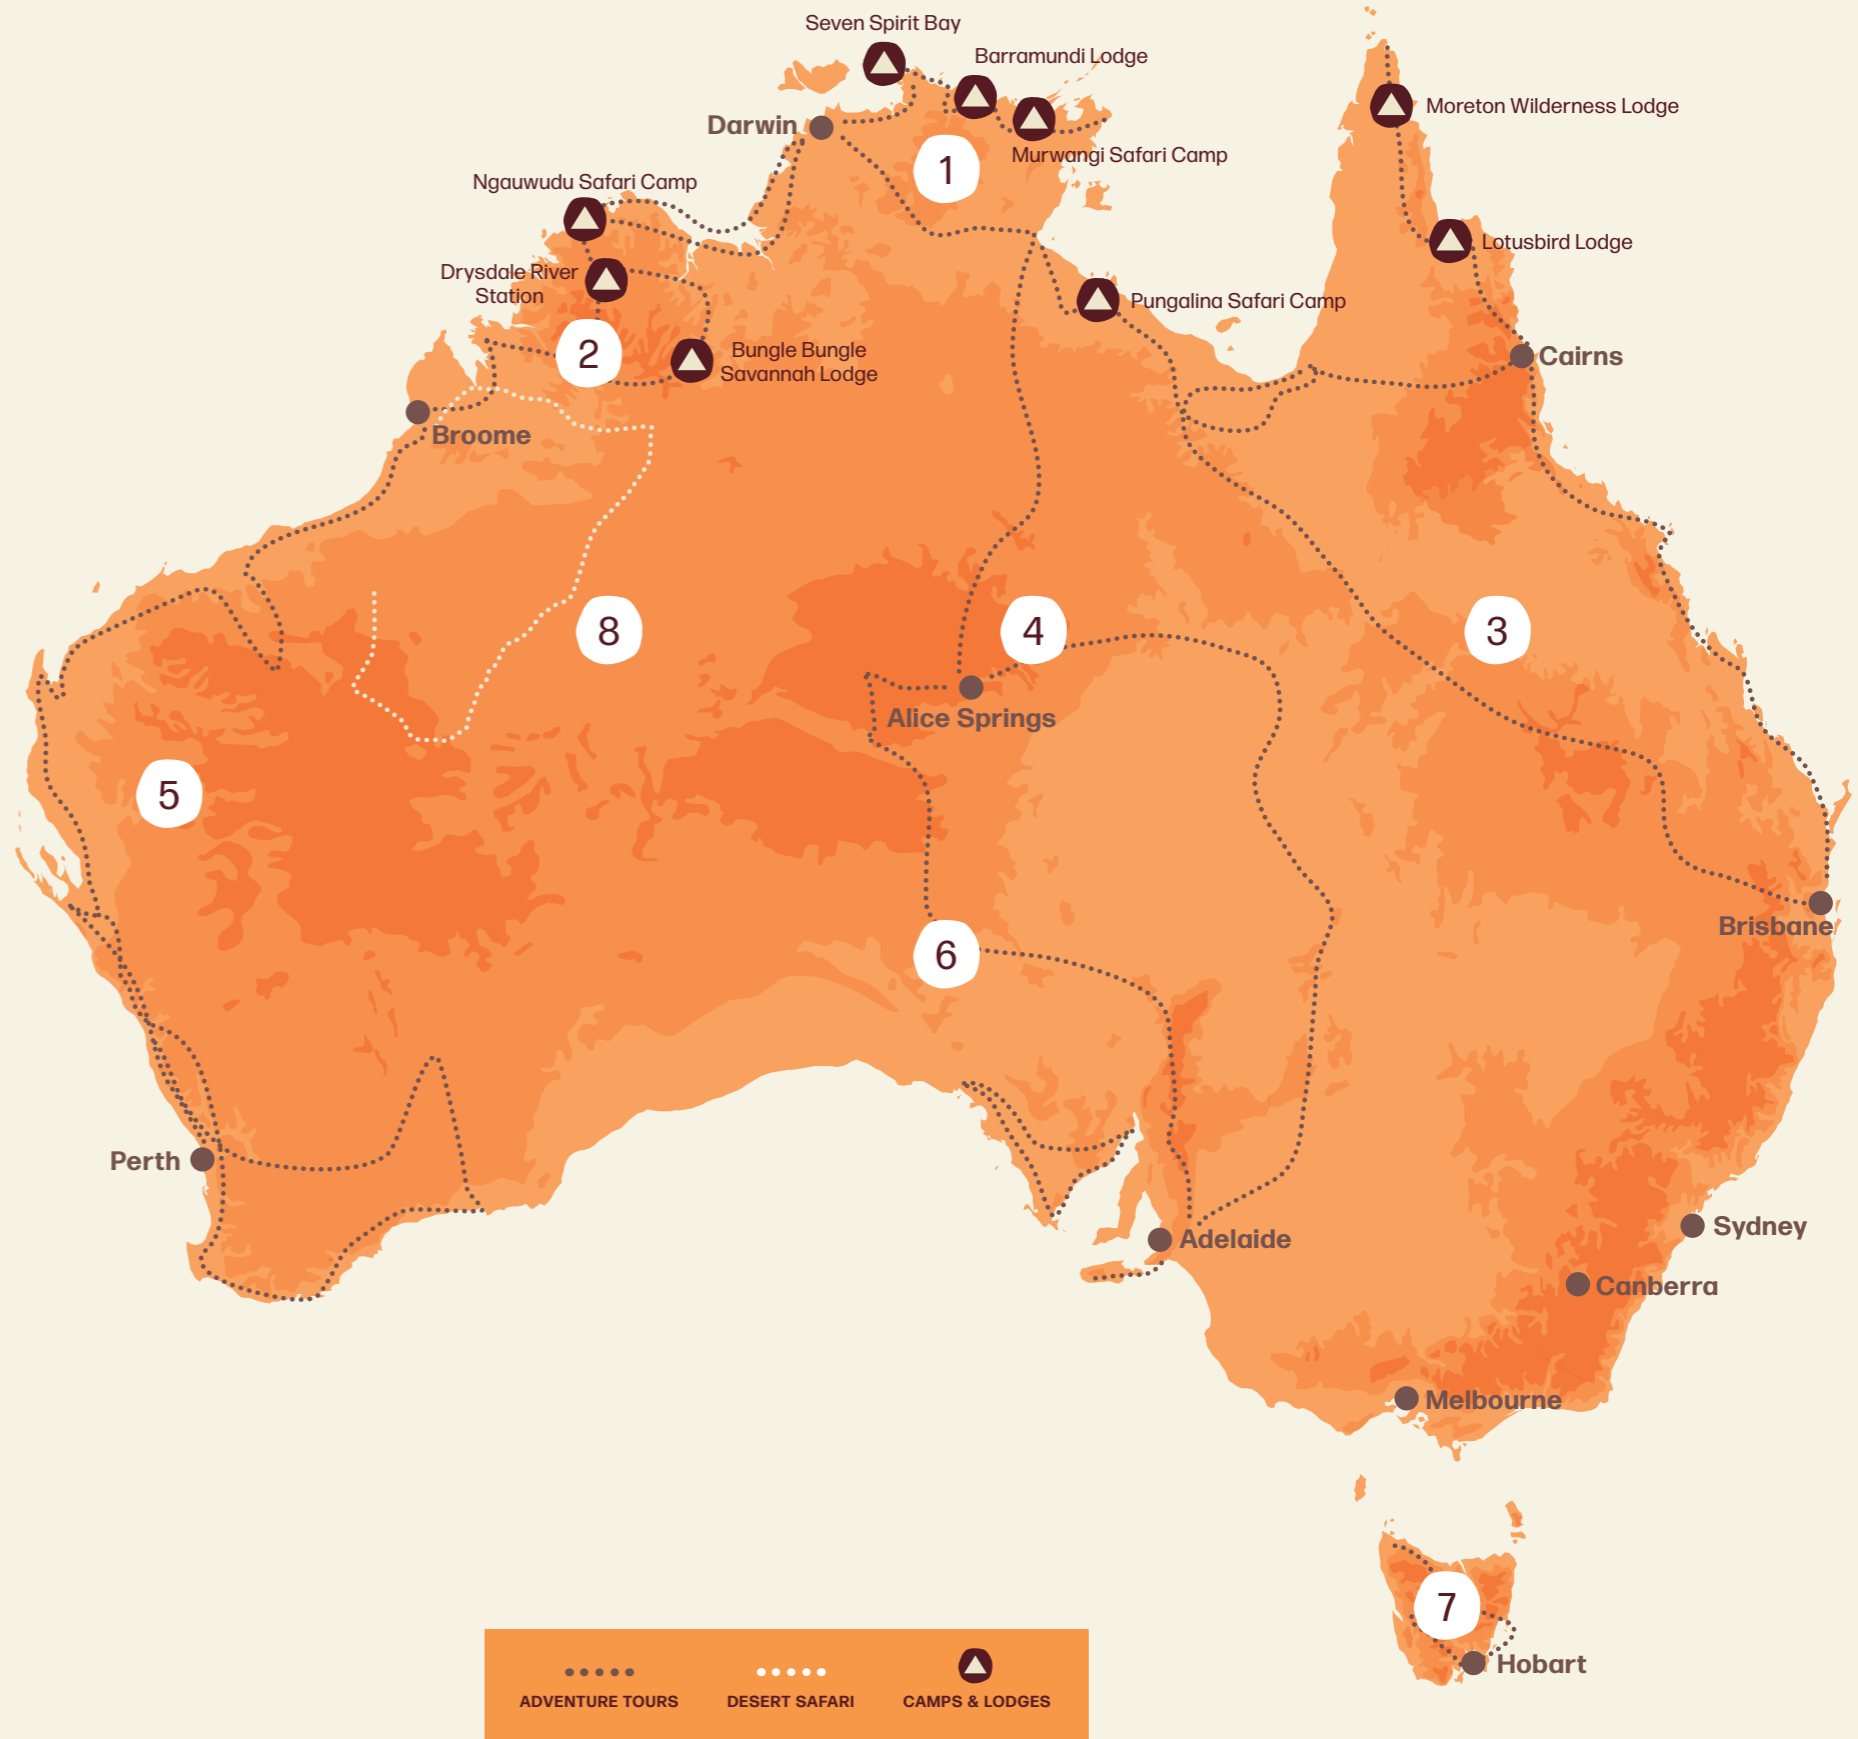 Seven Spirit Bay
Barramundi Lodge
Moreton Wilderness Lodge
Darwin
Murwangi Safari Camp
1
Ngauwudu Safari Camp
Lotusbird Lodge
Drysdale River
Station
Pungalina Safari Camp
2
Bungle Bungle
Savannah Lodge
Cairns
Broome
8
4
3
Alice Springs
5
Brisbane
6
Perth
Sydney
Adelaide
Canberra
Melbourne
7
Hobart
ADVENTURE TOURS
DESERT SAFARI
CAMPS & LODGES